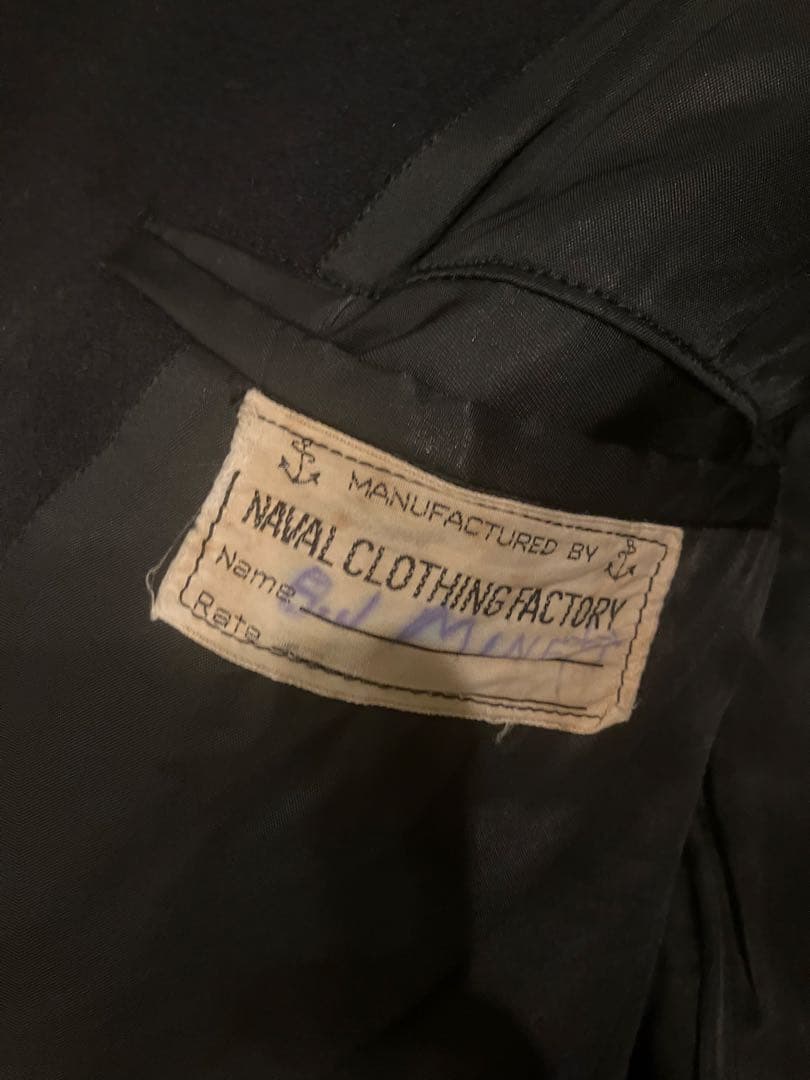 MANUFACTURED BY
NAVAL CLOTHING FACTORY
Name
Rate